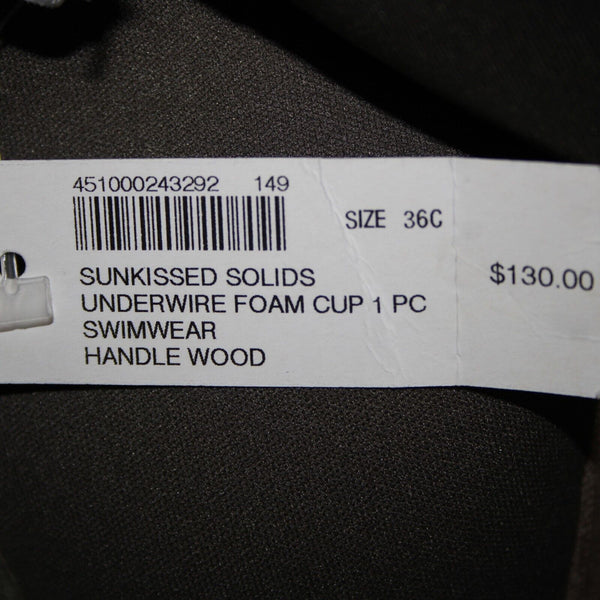 451000243292 149
SIZE 36C
$130.00
SUNKISSED SOLIDS
UNDERWIRE FOAM CUP 1 PC
SWIMWEAR
HANDLE WOOD